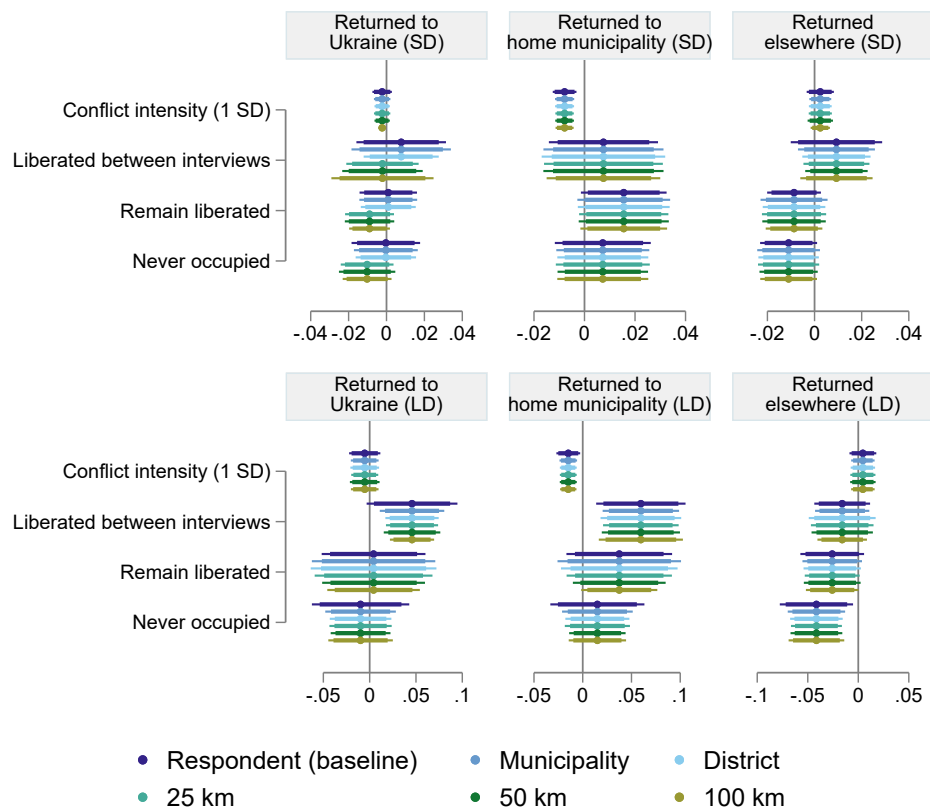 Returned to
Ukraine (SD)
Returned to
home municipality (SD)
Returned
elsewhere (SD)
Conflict intensity (1 SD)
Liberated between interviews
Remain liberated
Never occupied
-.04 -.02 0 .02 .04
-.02 0 .02 .04
-.02 0 .02 .04
Returned to
Ukraine (LD)
Returned to
home municipality (LD)
Returned
elsewhere (LD)
Conflict intensity (1 SD)
Liberated between interviews
Remain liberated
Never occupied
-.05 0 .05 .1
-.05 0 .05 .1
-.1 -.05 0 .05
Respondent (baseline) Municipality District
25 km 50 km 100 km